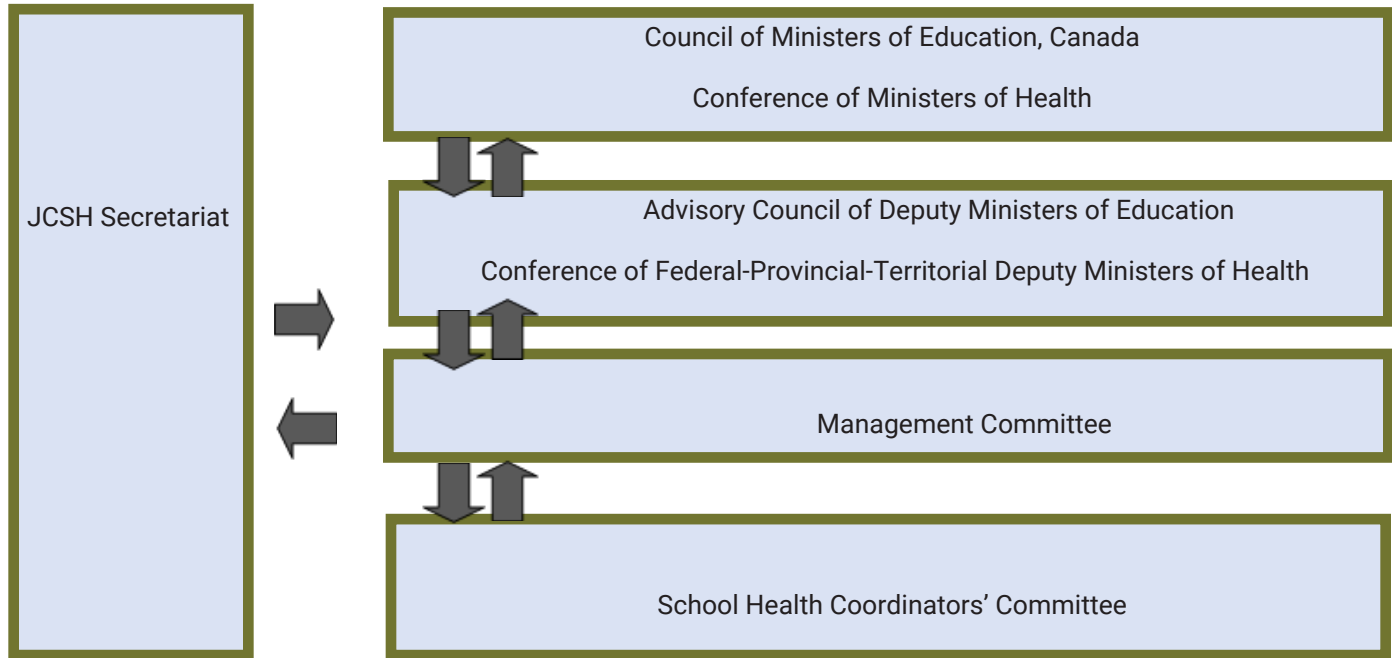 JCSH Secretariat
Council of Ministers of Education, Canada
Conference of Ministers of Health
Advisory Council of Deputy Ministers of Education
Conference of Federal-Provincial-Territorial Deputy Ministers of Health
Management Committee
School Health Coordinators’ Committee